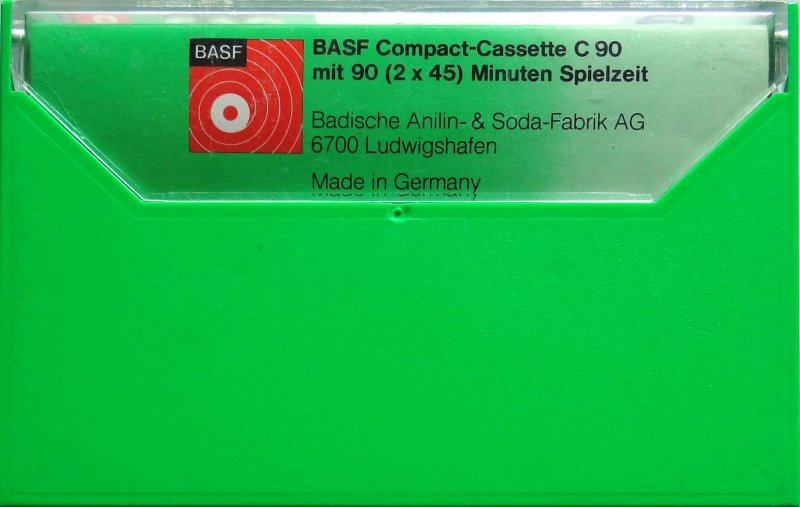 BASF
BASF Compact-Cassette C 90
mit 90 (2 x 45) Minuten Spielzeit
Badische Anilin- & Soda-Fabrik AG
6700 Ludwigshafen
Made in Germany